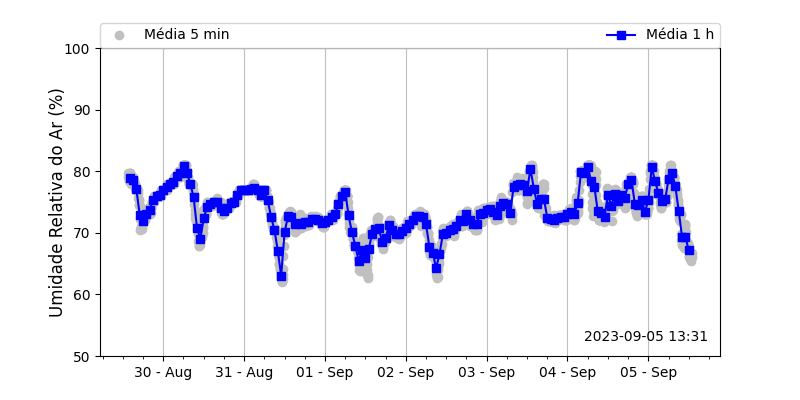 Média 5 min Média 1 h
Umidade Relativa do Ar (%)
100
90
80
70
60
50
2023-09-05 13:31
30 - Aug 31 - Aug 01 - Sep 02 - Sep 03 - Sep 04 - Sep 05 - Sep